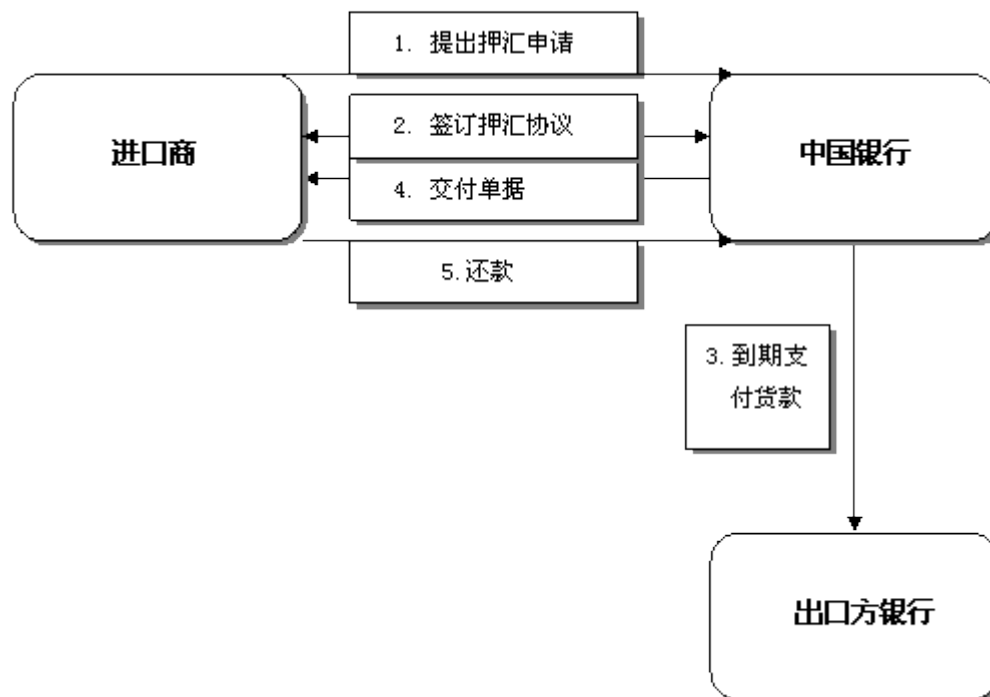 1. 提出押汇申请
进口商
2. 签订押汇协议
中国银行
4. 交付单据
5.还款
3.到期支
付货款
出口方银行